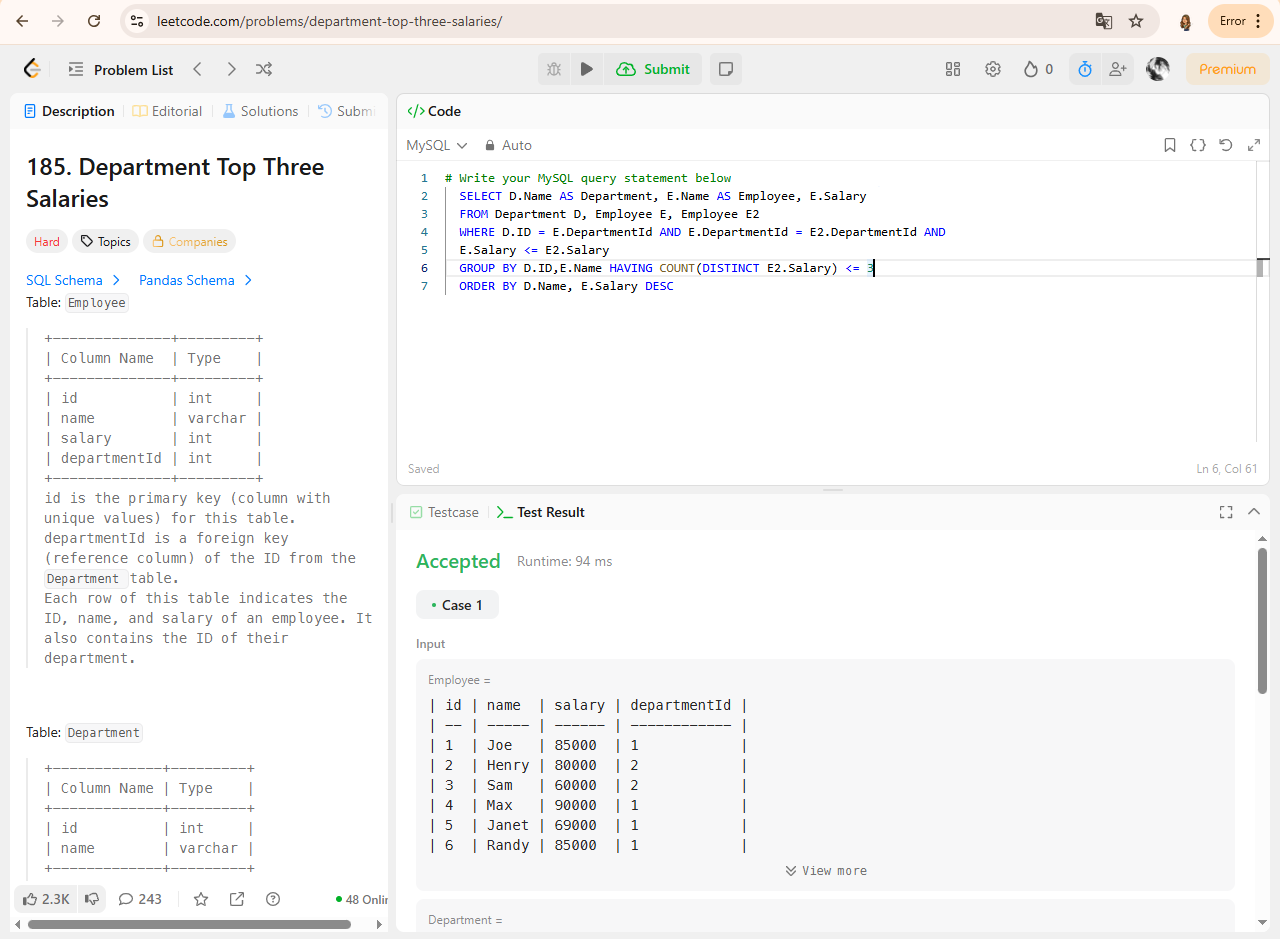 leetcode.com/problems/department-top-three-salaries/
Error
Problem List
Submit
0
Premium
Description
Editorial
Solutions
Submi
185. Department Top Three
Salaries
Hard
Topics
Companies
SQL Schema
Pandas Schema
Table: Employee
+--------------+---------+
| Column Name  | Type    |
+--------------+---------+
| id           | int     |
| name         | varchar |
| salary       | int     |
| departmentId | int     |
+--------------+---------+
id is the primary key (column with
unique values) for this table.
departmentId is a foreign key
(reference column) of the ID from the
Department table.
Each row of this table indicates the
ID, name, and salary of an employee. It
also contains the ID of their
department.
Table: Department
+-------------+---------+
| Column Name | Type    |
+-------------+---------+
| id          | int     |
| name        | varchar |
+-------------+---------+
2.3K
243
48 Onlin
</> Code
MySQL
Auto
1 # Write your MySQL query statement below
2 SELECT D.Name AS Department, E.Name AS Employee, E.Salary
3 FROM Department D, Employee E, Employee E2
4 WHERE D.ID = E.DepartmentId AND E.DepartmentId = E2.DepartmentId AND
5 E.Salary <= E2.Salary
6 GROUP BY D.ID,E.Name HAVING COUNT(DISTINCT E2.Salary) <= 3
7 ORDER BY D.Name, E.Salary DESC
Saved
Ln 6, Col 61
Testcase
Test Result
Accepted
Runtime: 94 ms
Case 1
Input
Employee =
| id | name  | salary | departmentId |
| -- | ----- | ------ | ------------ |
| 1  | Joe   | 85000  | 1            |
| 2  | Henry | 80000  | 2            |
| 3  | Sam   | 60000  | 2            |
| 4  | Max   | 90000  | 1            |
| 5  | Janet | 69000  | 1            |
| 6  | Randy | 85000  | 1            |
View more
Department =